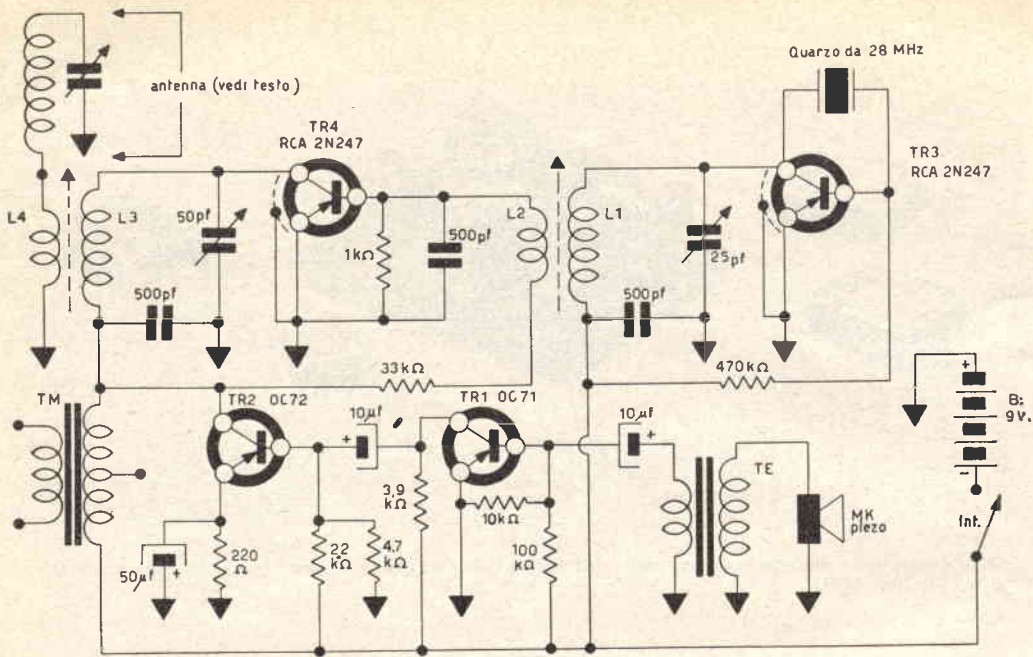 antenna (vedi testo)
Quarzo da 28 MHz
TR4
RCA 2N247
TR3
RCA 2N247
L4
L3
50pf
1kΩ
500pf
L2
L1
25pf
500pf
500pf
33kΩ
470kΩ
+
B:
9v.
−
TM
TR2 OC72
10µf
+
TR1 OC71
10µf
+
3,9
kΩ
10kΩ
TE
MK
piezo
Int.
50µf
+
220
Ω
22
kΩ
4,7
kΩ
100
kΩ